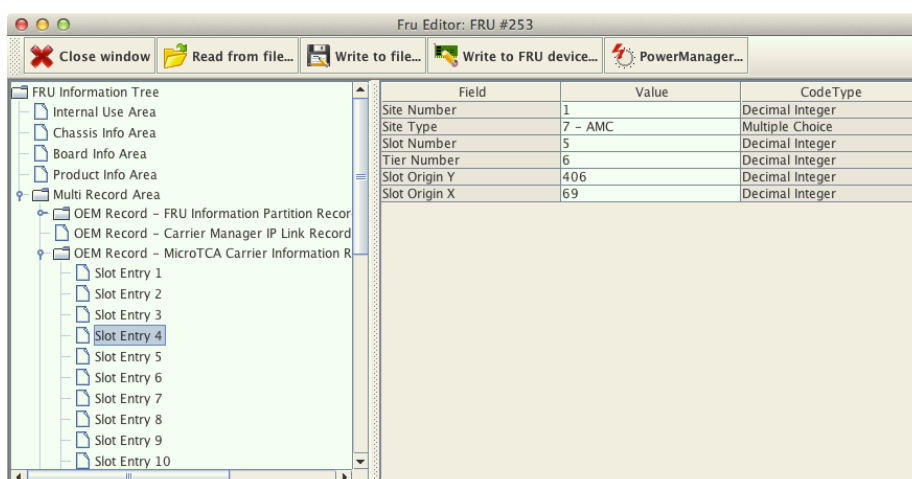 Fru Editor: FRU #253
Close window Read from file... Write to file... Write to FRU device... PowerManager...
FRU Information Tree
Internal Use Area
Chassis Info Area
Board Info Area
Product Info Area
Multi Record Area
OEM Record – FRU Information Partition Recor
OEM Record – Carrier Manager IP Link Record
OEM Record – MicroTCA Carrier Information R
Slot Entry 1
Slot Entry 2
Slot Entry 3
Slot Entry 4
Slot Entry 5
Slot Entry 6
Slot Entry 7
Slot Entry 8
Slot Entry 9
Slot Entry 10
Field Value CodeType
Site Number 1 Decimal Integer
Site Type 7 – AMC Multiple Choice
Slot Number 5 Decimal Integer
Tier Number 6 Decimal Integer
Slot Origin Y 406 Decimal Integer
Slot Origin X 69 Decimal Integer